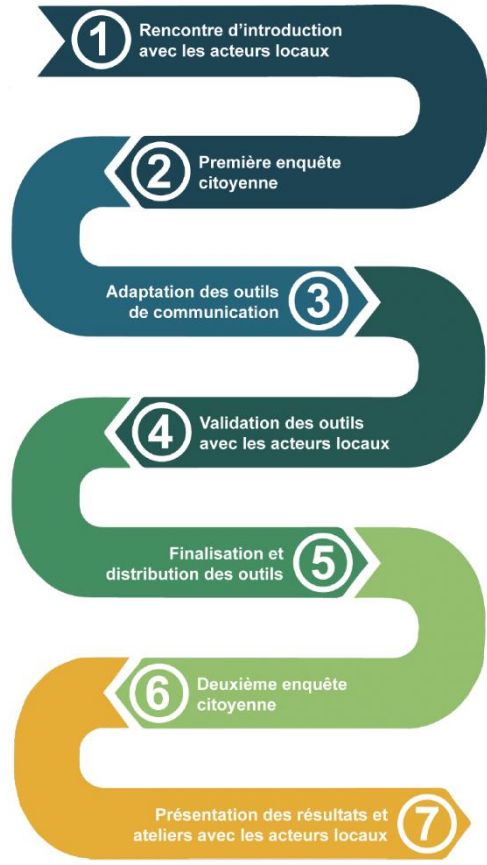 1
Rencontre d'introduction
avec les acteurs locaux
2
Première enquête
citoyenne
Adaptation des outils
de communication
3
4
Validation des outils
avec les acteurs locaux
Finalisation et
distribution des outils
5
6
Deuxième enquête
citoyenne
Présentation des résultats et
ateliers avec les acteurs locaux
7